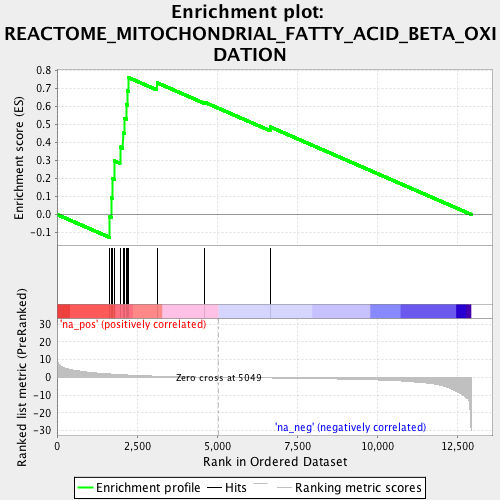 Enrichment plot:
REACTOME_MITOCHONDRIAL_FATTY_ACID_BETA_OXI
DATION
Enrichment score (ES)
0.8
0.7
0.6
0.5
0.4
0.3
0.2
0.1
0.0
-0.1
'na_pos' (positively correlated)
Ranked list metric (PreRanked)
30
20
10
0
-10
-20
-30
Zero cross at 5049
'na_neg' (negatively correlated)
0 2,500 5,000 7,500 10,000 12,500
Rank in Ordered Dataset
Enrichment profile Hits Ranking metric scores